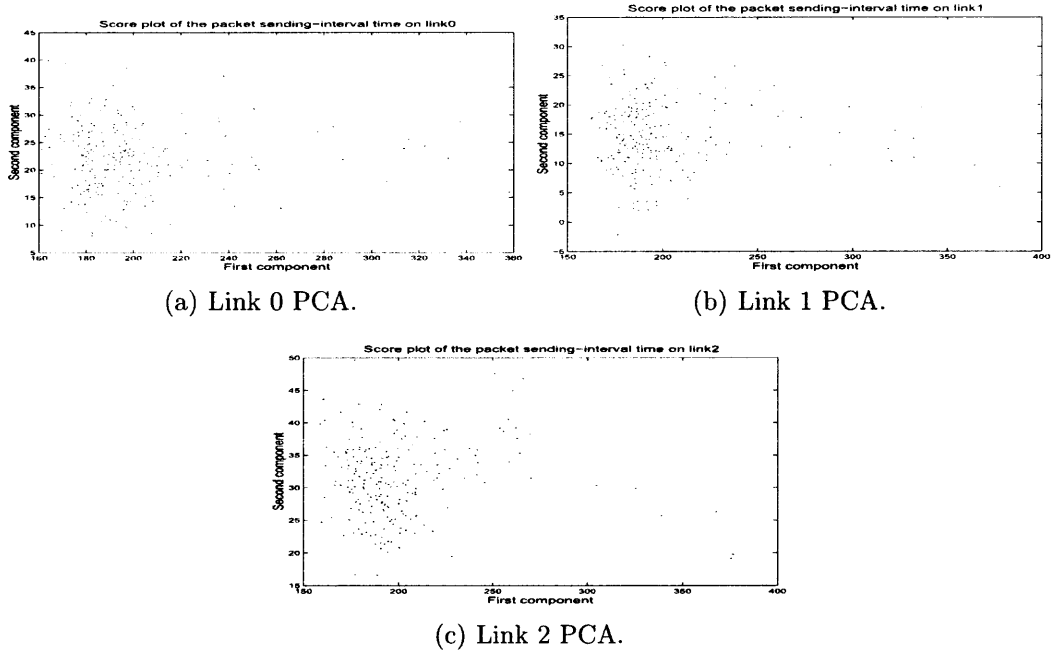 Score plot of the packet sending-interval time on link0
45
40
35
30
25
20
15
10
5
Second component
160 180 200 220 240 260 280 300 320 340 360
First component
(a) Link 0 PCA.
Score plot of the packet sending-interval time on link1
35
30
25
20
15
10
5
0
-5
Second component
150 200 250 300 350 400
First component
(b) Link 1 PCA.
Score plot of the packet sending-interval time on link2
50
45
40
35
30
25
20
15
Second component
150 200 250 300 350 400
First component
(c) Link 2 PCA.